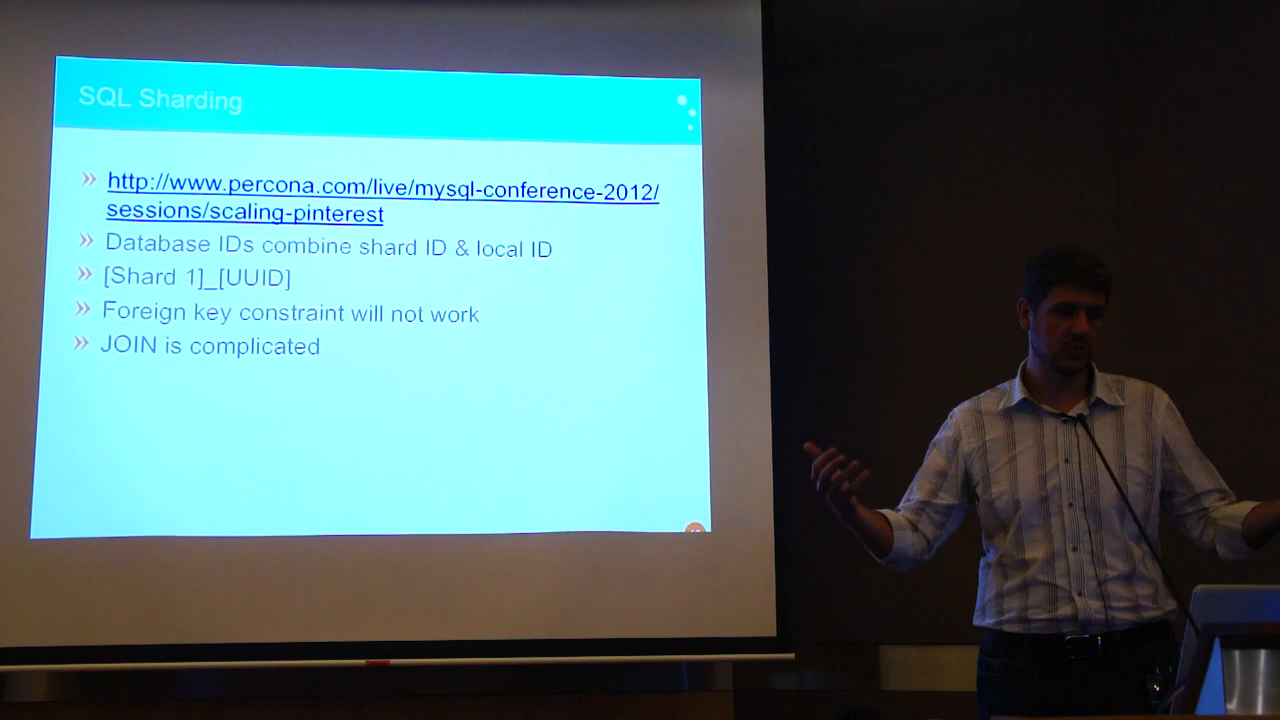 SQL Sharding
» http://www.percona.com/live/mysql-conference-2012/
sessions/scaling-pinterest
» Database IDs combine shard ID & local ID
» [Shard 1]_[UUID]
» Foreign key constraint will not work
» JOIN is complicated